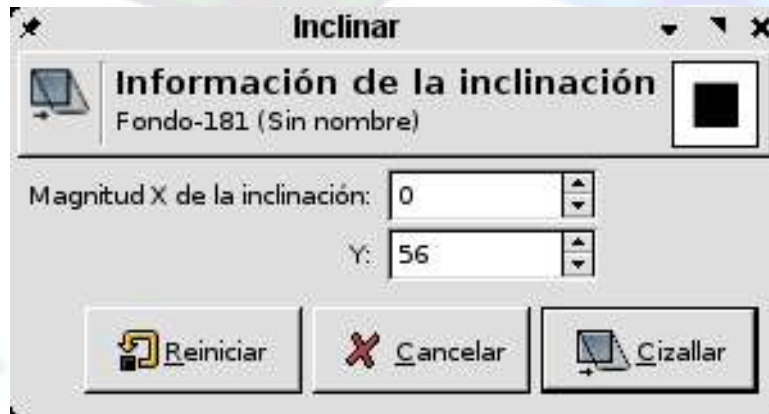 Inclinar
Información de la inclinación
Fondo-181 (Sin nombre)
Magnitud X de la inclinación: 0
Y: 56
Reiniciar Cancelar Cizallar